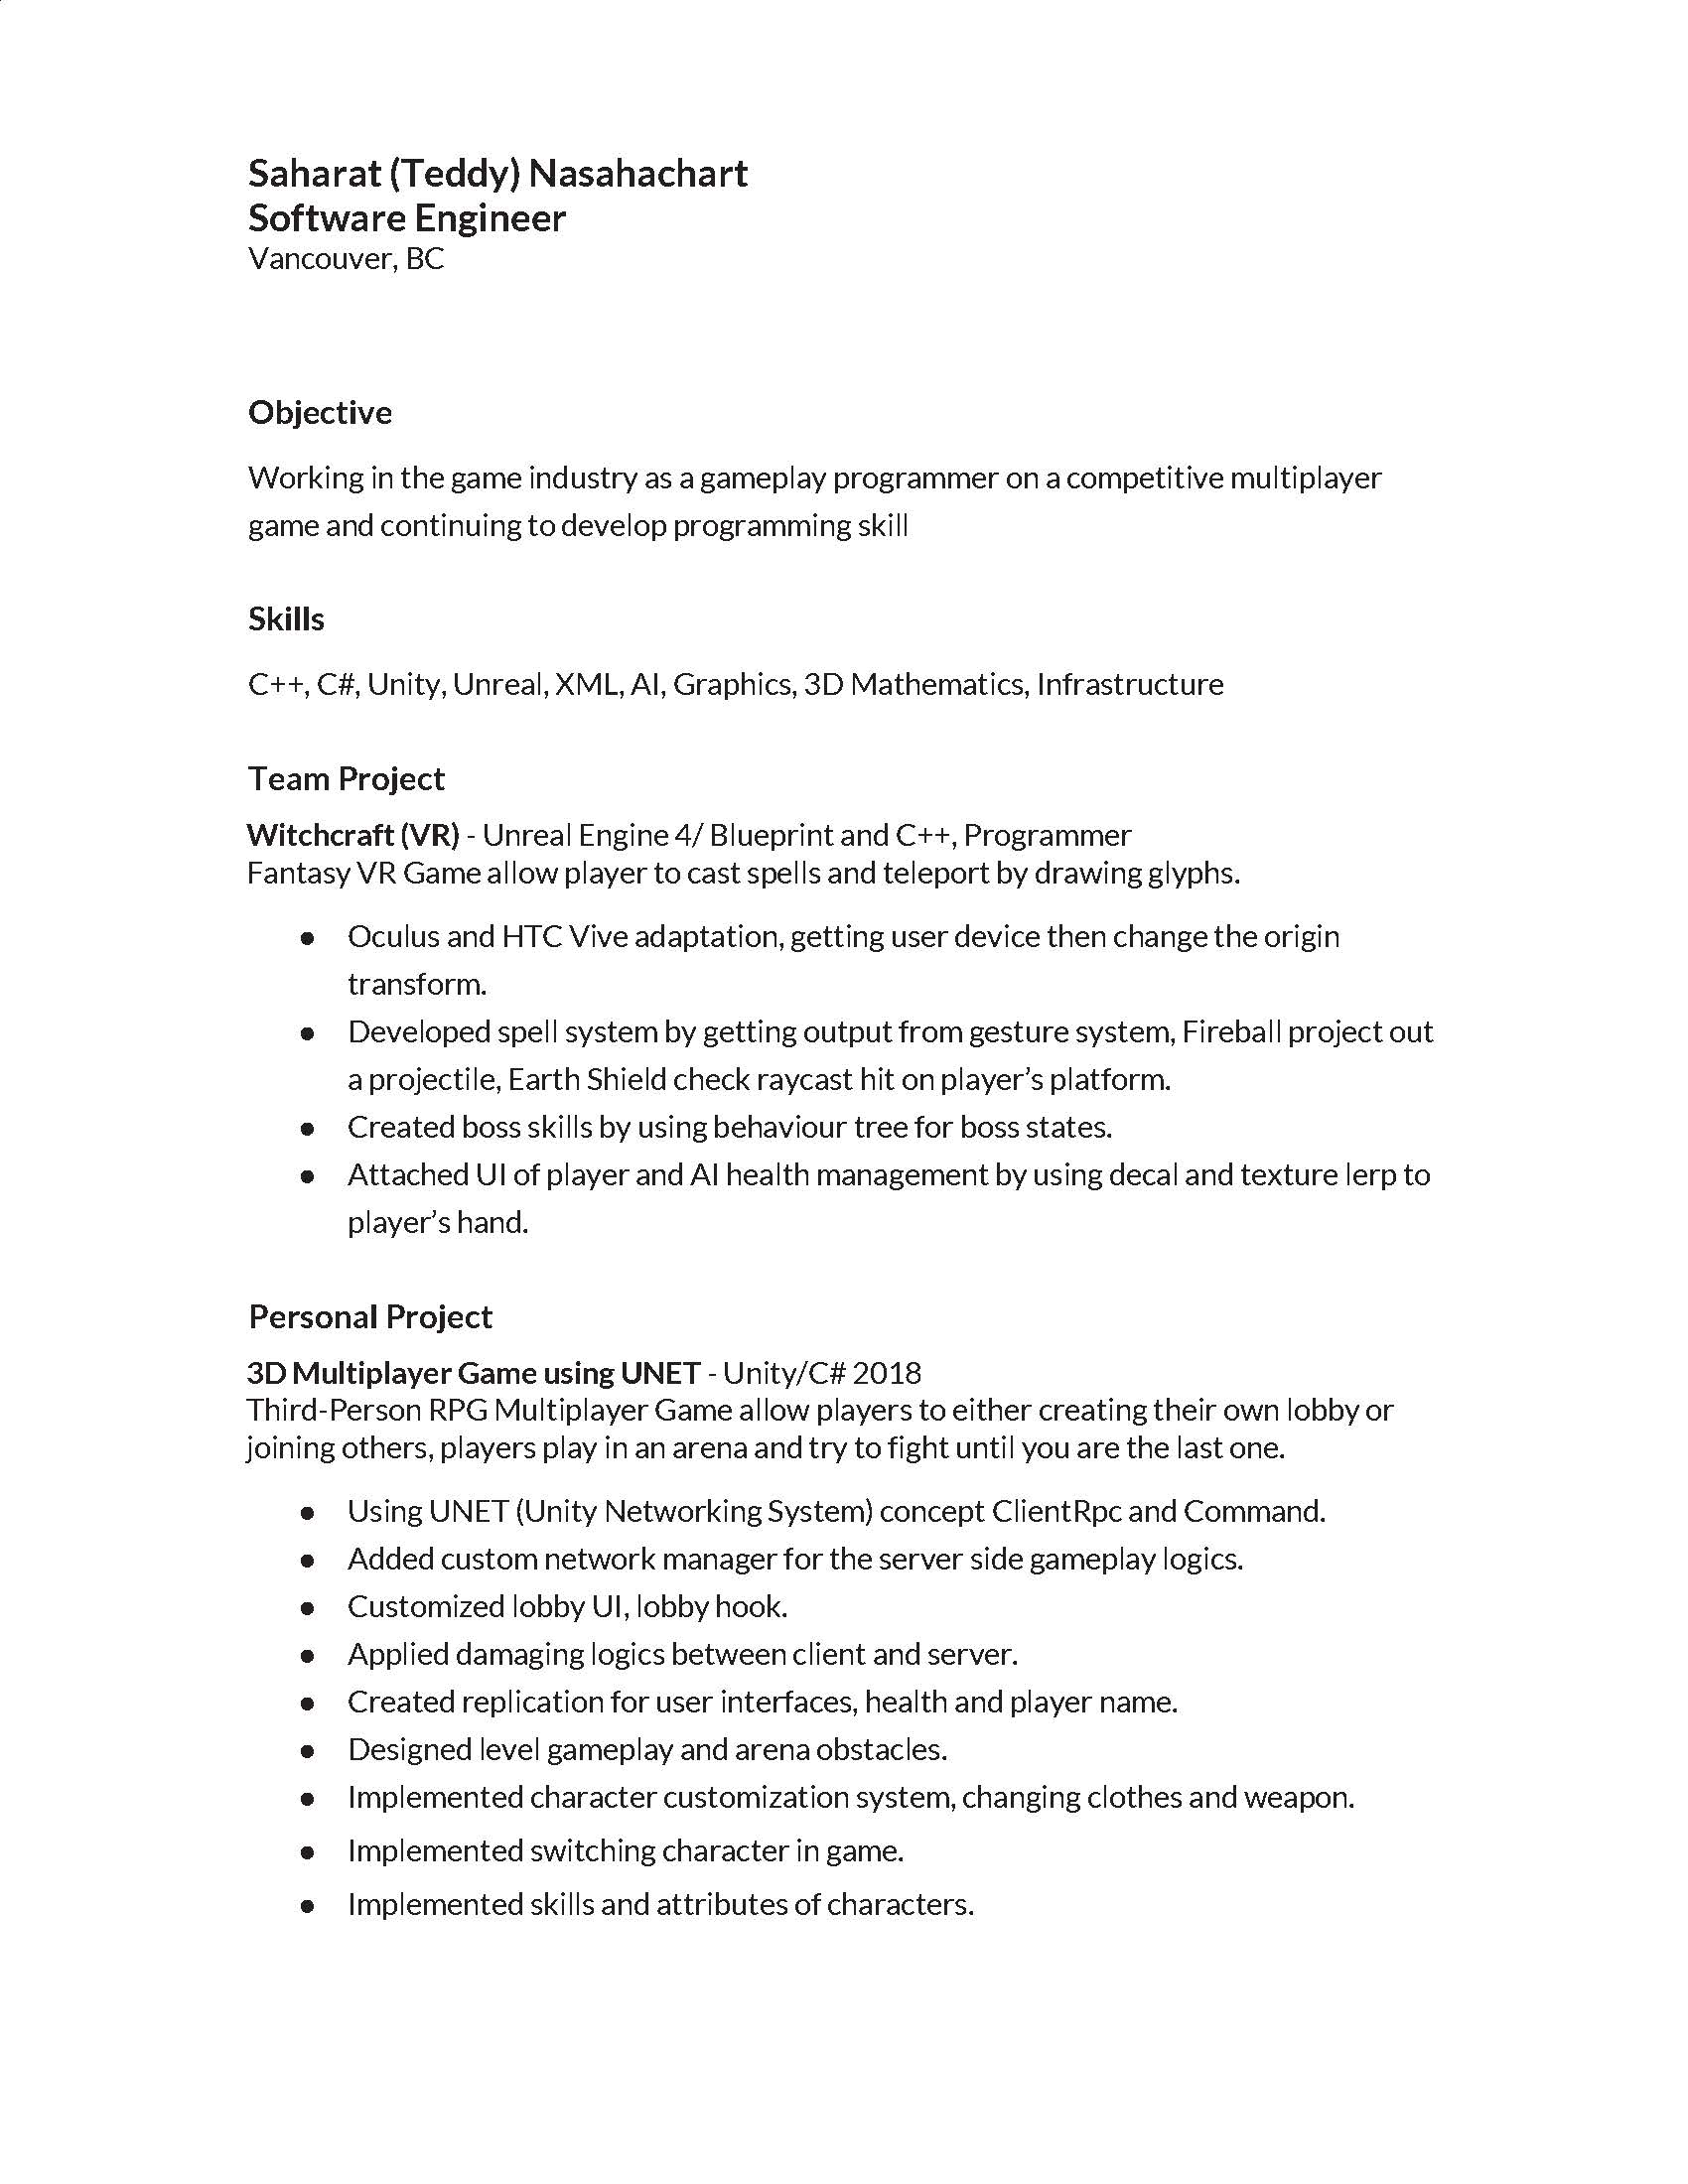 Saharat (Teddy) Nasahachart
Software Engineer
Vancouver, BC
Objective
Working in the game industry as a gameplay programmer on a competitive multiplayer
game and continuing to develop programming skill
Skills
C++, C#, Unity, Unreal, XML, AI, Graphics, 3D Mathematics, Infrastructure
Team Project
Witchcraft (VR) - Unreal Engine 4/ Blueprint and C++, Programmer
Fantasy VR Game allow player to cast spells and teleport by drawing glyphs.
● Oculus and HTC Vive adaptation, getting user device then change the origin
transform.
● Developed spell system by getting output from gesture system, Fireball project out
a projectile, Earth Shield check raycast hit on player’s platform.
● Created boss skills by using behaviour tree for boss states.
● Attached UI of player and AI health management by using decal and texture lerp to
player’s hand.
Personal Project
3D Multiplayer Game using UNET - Unity/C# 2018
Third-Person RPG Multiplayer Game allow players to either creating their own lobby or
joining others, players play in an arena and try to fight until you are the last one.
● Using UNET (Unity Networking System) concept ClientRpc and Command.
● Added custom network manager for the server side gameplay logics.
● Customized lobby UI, lobby hook.
● Applied damaging logics between client and server.
● Created replication for user interfaces, health and player name.
● Designed level gameplay and arena obstacles.
● Implemented character customization system, changing clothes and weapon.
● Implemented switching character in game.
● Implemented skills and attributes of characters.